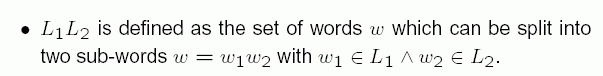 • L₁L₂ is defined as the set of words w which can be split into
two sub-words w = w₁w₂ with w₁ ∈ L₁ ∧ w₂ ∈ L₂.